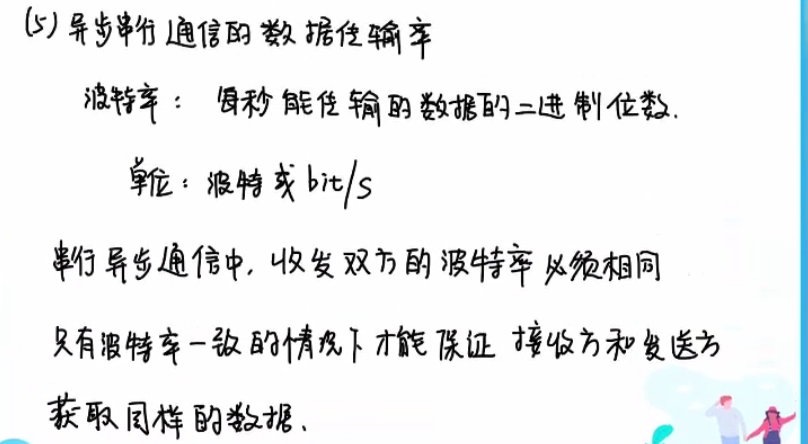 (5) 异步串行通信的数据传输率
波特率: 每秒能传输的数据的二进制位数.
单位: 波特或 bit/s
串行异步通信中, 收发双方的波特率必须相同
只有波特率一致的情况下才能保证 接收方和发送方
获取同样的数据.